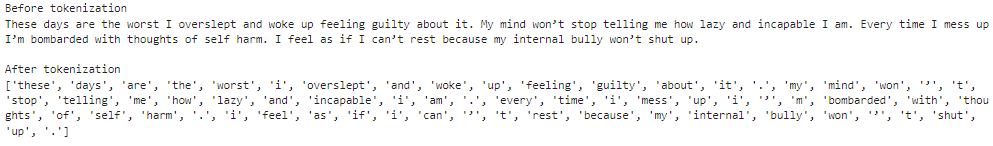 Before tokenization
These days are the worst I overslept and woke up feeling guilty about it. My mind won’t stop telling me how lazy and incapable I am. Every time I mess up
I’m bombarded with thoughts of self harm. I feel as if I can’t rest because my internal bully won’t shut up.
After tokenization
['these', 'days', 'are', 'the', 'worst', 'i', 'overslept', 'and', 'woke', 'up', 'feeling', 'guilty', 'about', 'it', '.', 'my', 'mind', 'won', '’', 't',
'stop', 'telling', 'me', 'how', 'lazy', 'and', 'incapable', 'i', 'am', '.', 'every', 'time', 'i', 'mess', 'up', 'i', '’', 'm', 'bombarded', 'with', 'thou
ghts', 'of', 'self', 'harm', '.', 'i', 'feel', 'as', 'if', 'i', 'can', '’', 't', 'rest', 'because', 'my', 'internal', 'bully', 'won', '’', 't', 'shut',
'up', '.']